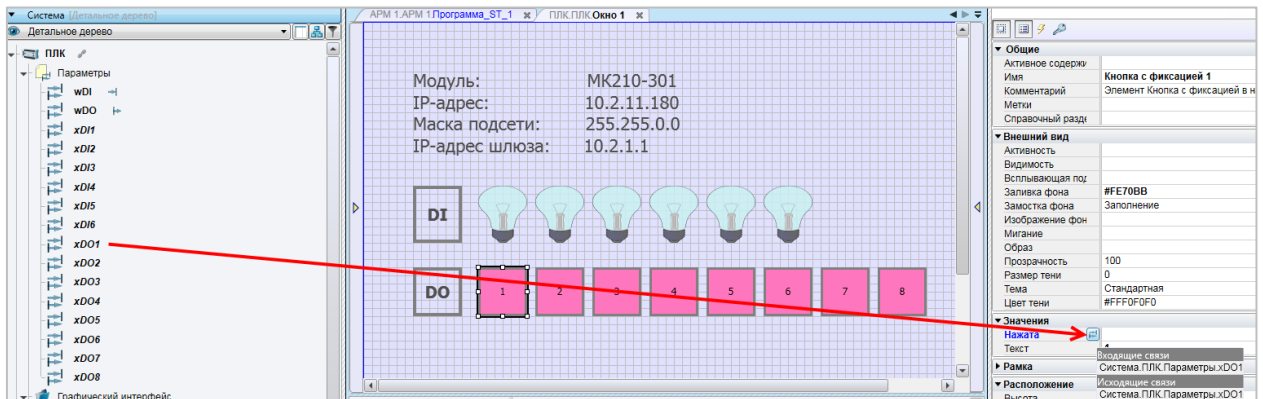 Система [Детальное дерево]
Детальное дерево
ПЛК
Параметры
wDI
wDO
xDI1
xDI2
xDI3
xDI4
xDI5
xDI6
xDO1
xDO2
xDO3
xDO4
xDO5
xDO6
xDO7
xDO8
Графический интерфейс
АРМ 1.АРМ 1.Программа_ST_1
ПЛК.ПЛК.Окно 1
Модуль: МК210-301
IP-адрес: 10.2.11.180
Маска подсети: 255.255.0.0
IP-адрес шлюза: 10.2.1.1
DI
DO 1 2 3 4 5 6 7 8
Общие
Активное содержи
Имя Кнопка с фиксацией 1
Комментарий Элемент Кнопка с фиксацией в н
Метки
Справочный разде
Внешний вид
Активность
Видимость
Всплывающая под
Заливка фона #FE70BB
Замостка фона Заполнение
Изображение фон
Мигание
Образ
Прозрачность 100
Размер тени 0
Тема Стандартная
Цвет тени #FFF0F0F0
Значения
Нажата
Текст 1
Входящие связи
Рамка Система.ПЛК.Параметры.xDO1
Расположение Исходящие связи
Высота Система.ПЛК.Параметры.xDO1